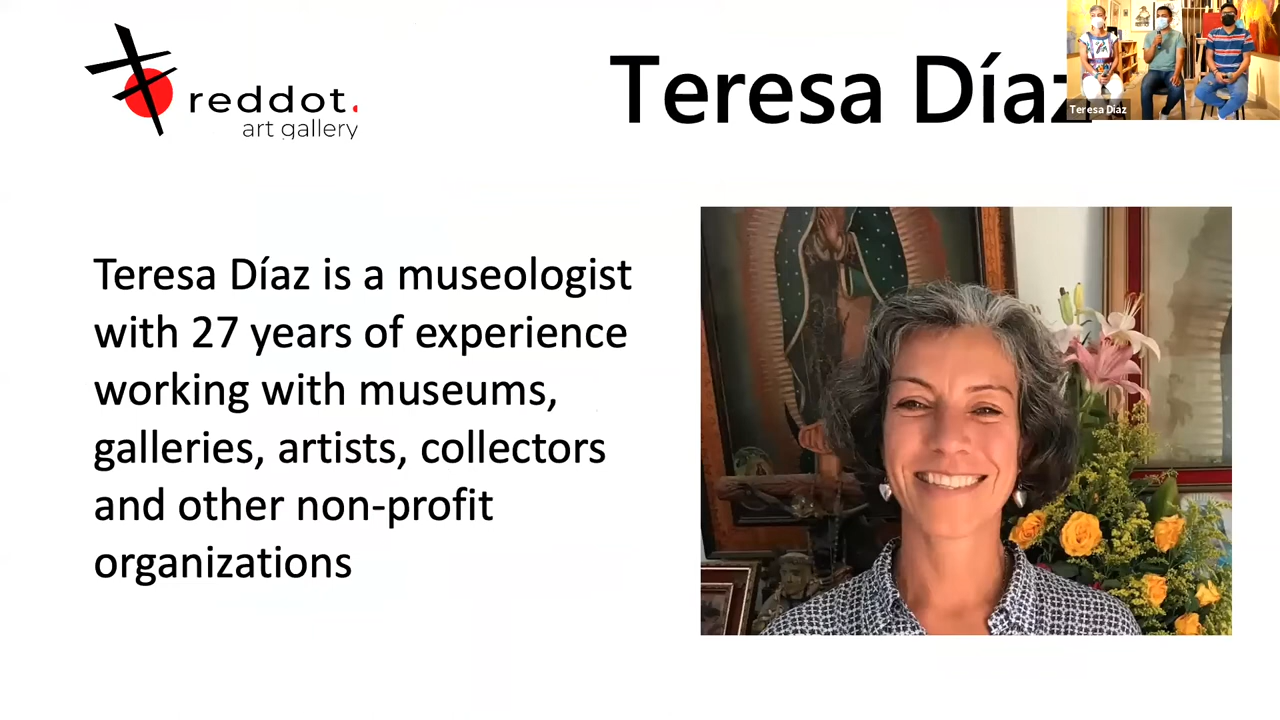 reddot.
art gallery
Teresa Díaz
Teresa Díaz
Teresa Díaz is a museologist
with 27 years of experience
working with museums,
galleries, artists, collectors
and other non-profit
organizations